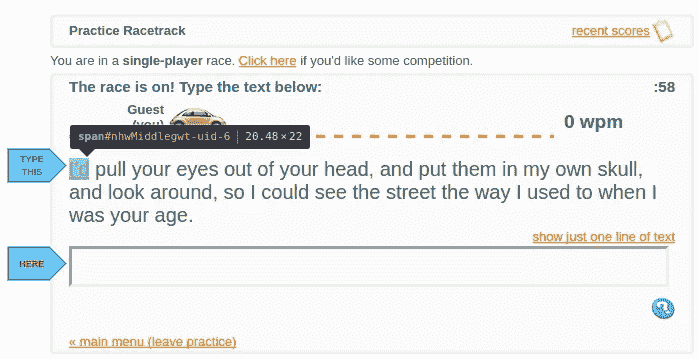 Practice Racetrack
recent scores
You are in a single-player race. Click here if you'd like some competition.
The race is on! Type the text below:
:58
Guest
(you)
0 wpm
span#nhwMiddlegwt-uid-6 | 20.48 × 22
TYPE
THIS
pull your eyes out of your head, and put them in my own skull,
and look around, so I could see the street the way I used to when I
was your age.
show just one line of text
HERE
« main menu (leave practice)